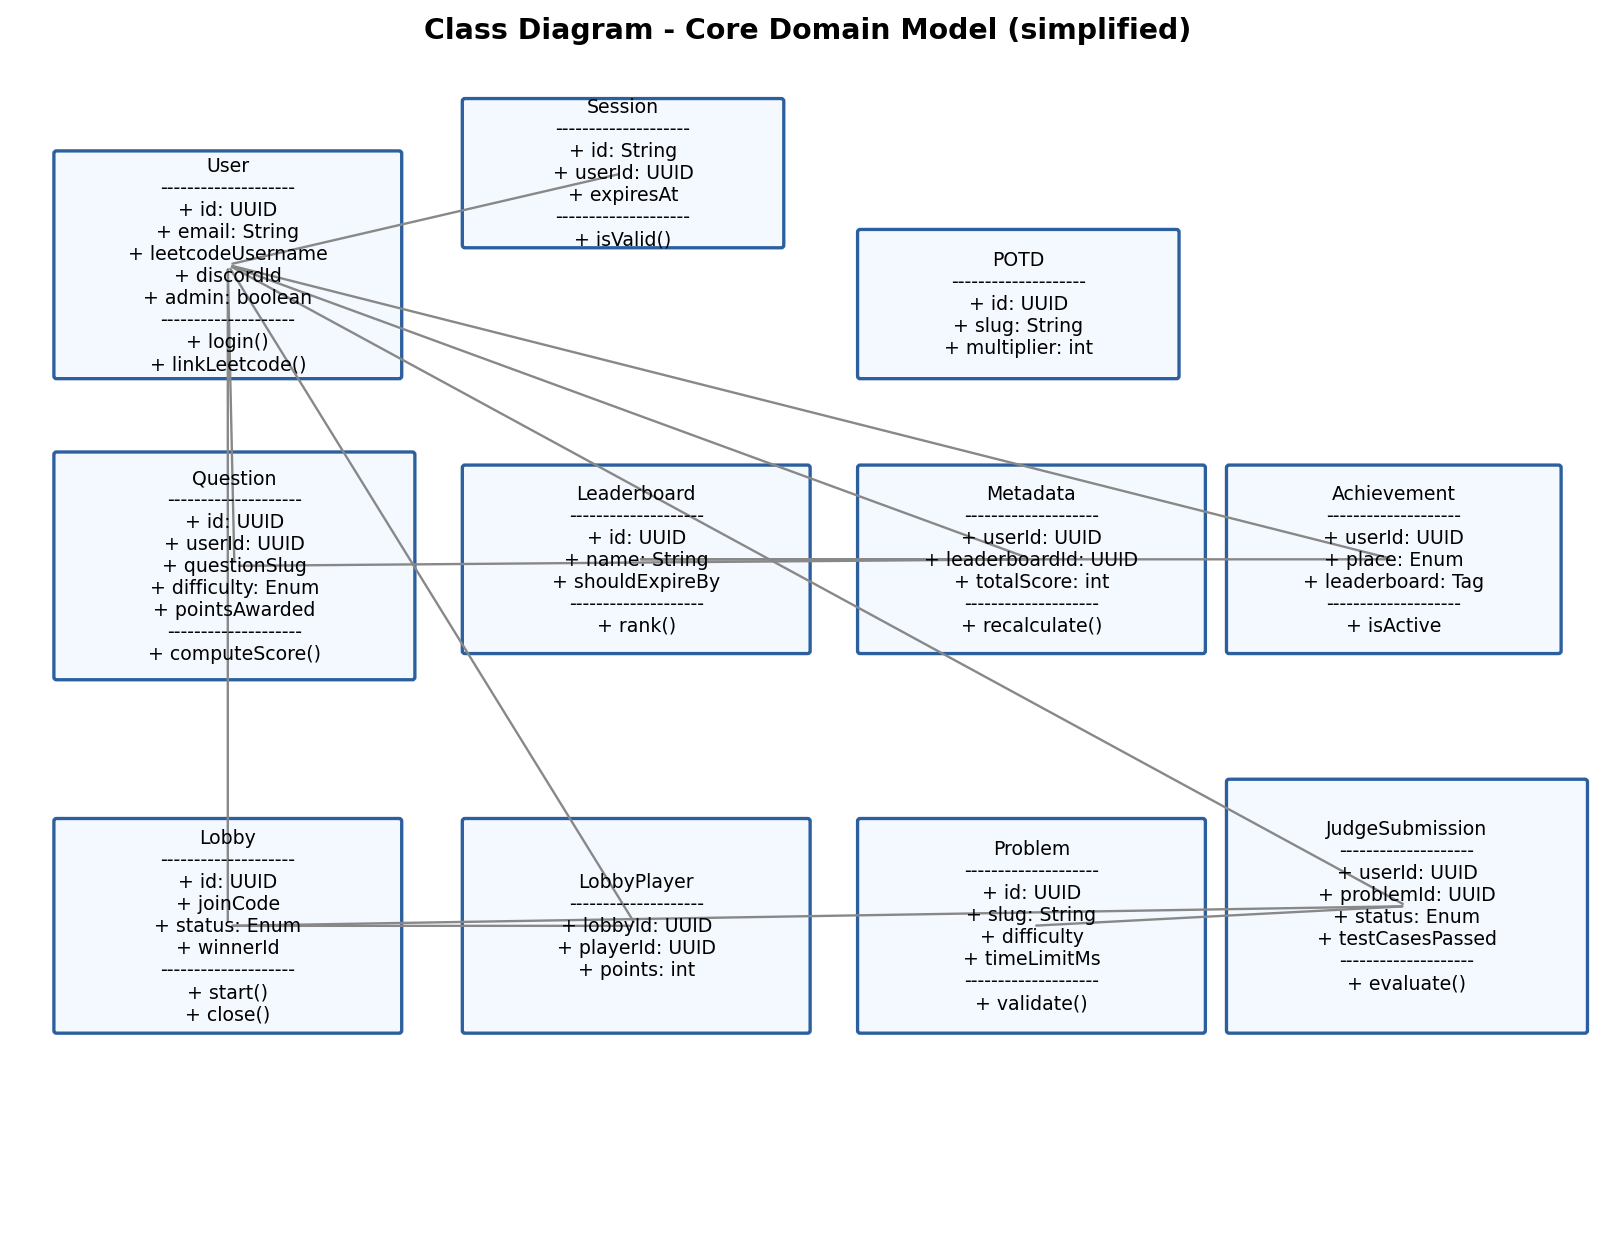 Class Diagram - Core Domain Model (simplified)
Session
--------------------
+ id: String
+ userId: UUID
+ expiresAt
--------------------
+ isValid()
User
--------------------
+ id: UUID
+ email: String
+ leetcodeUsername
+ discordId
+ admin: boolean
--------------------
+ login()
+ linkLeetcode()
POTD
--------------------
+ id: UUID
+ slug: String
+ multiplier: int
Question
--------------------
+ id: UUID
+ userId: UUID
+ questionSlug
+ difficulty: Enum
+ pointsAwarded
--------------------
+ computeScore()
Leaderboard
--------------------
+ id: UUID
+ name: String
+ shouldExpireBy
--------------------
+ rank()
Metadata
--------------------
+ userId: UUID
+ leaderboardId: UUID
+ totalScore: int
--------------------
+ recalculate()
Achievement
--------------------
+ userId: UUID
+ place: Enum
+ leaderboard: Tag
--------------------
+ isActive
Lobby
--------------------
+ id: UUID
+ joinCode
+ status: Enum
+ winnerId
--------------------
+ start()
+ close()
LobbyPlayer
--------------------
+ lobbyId: UUID
+ playerId: UUID
+ points: int
Problem
--------------------
+ id: UUID
+ slug: String
+ difficulty
+ timeLimitMs
--------------------
+ validate()
JudgeSubmission
--------------------
+ userId: UUID
+ problemId: UUID
+ status: Enum
+ testCasesPassed
--------------------
+ evaluate()